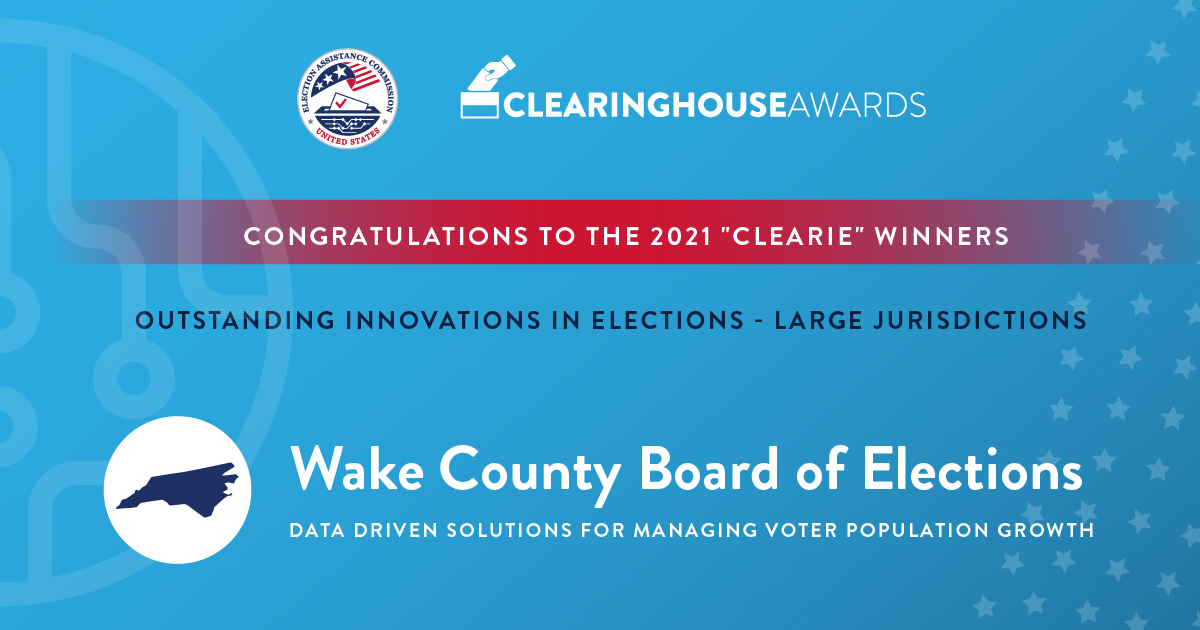 ELECTION ASSISTANCE COMMISSION
UNITED STATES
CLEARINGHOUSEAWARDS
CONGRATULATIONS TO THE 2021 "CLEARIE" WINNERS
OUTSTANDING INNOVATIONS IN ELECTIONS - LARGE JURISDICTIONS
Wake County Board of Elections
DATA DRIVEN SOLUTIONS FOR MANAGING VOTER POPULATION GROWTH